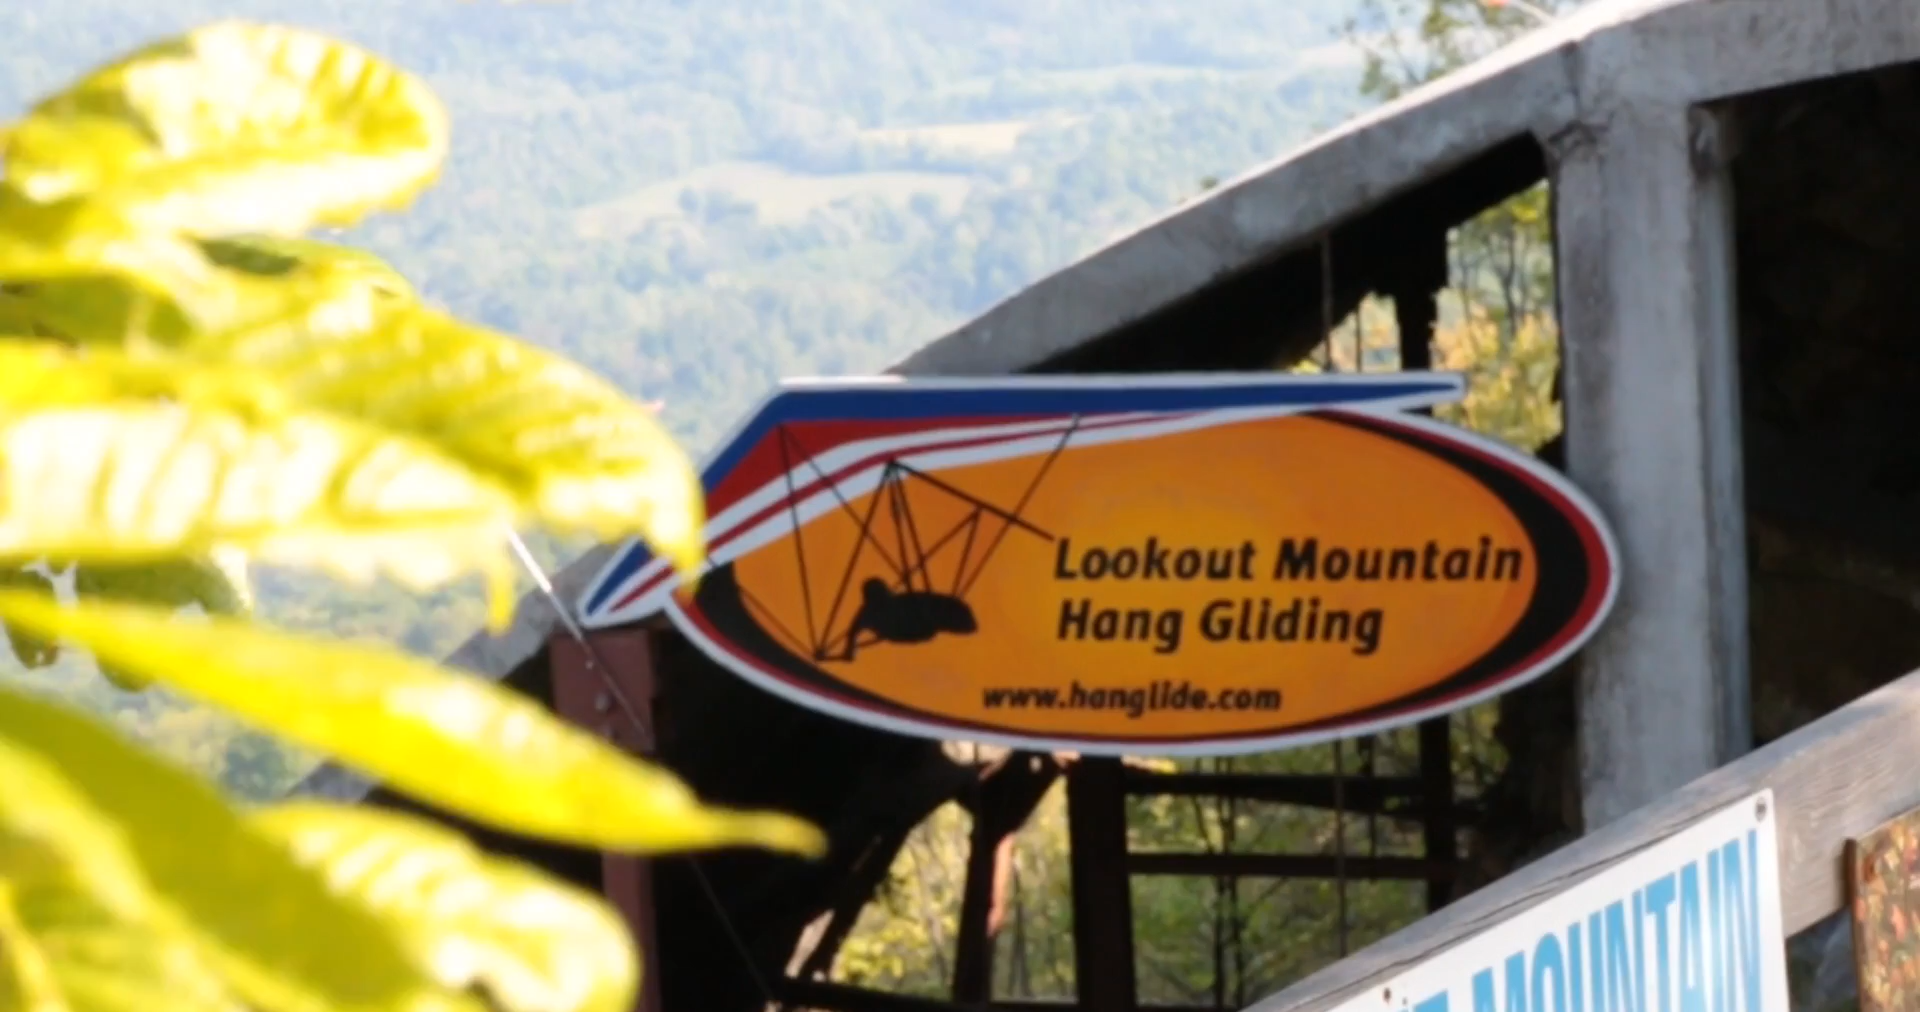 Lookout Mountain
Hang Gliding
www.hanglide.com
MOUNTAIN